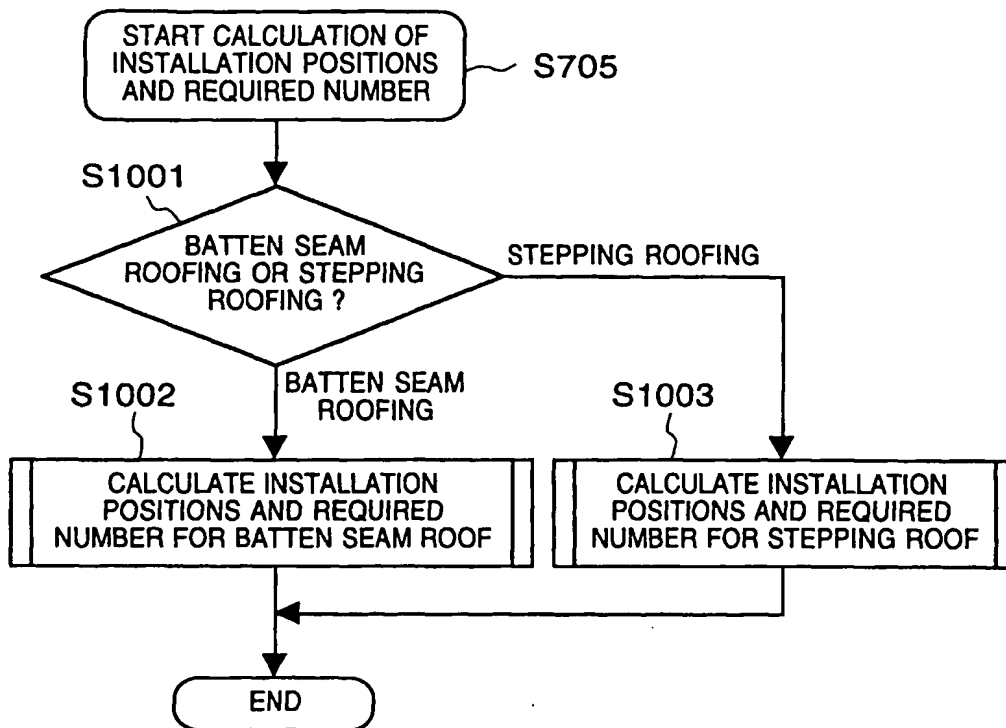 START CALCULATION OF
INSTALLATION POSITIONS
AND REQUIRED NUMBER
S705
S1001
BATTEN SEAM
ROOFING OR STEPPING
ROOFING ?
STEPPING ROOFING
BATTEN SEAM
ROOFING
S1002
S1003
CALCULATE INSTALLATION
POSITIONS AND REQUIRED
NUMBER FOR BATTEN SEAM ROOF
CALCULATE INSTALLATION
POSITIONS AND REQUIRED
NUMBER FOR STEPPING ROOF
END